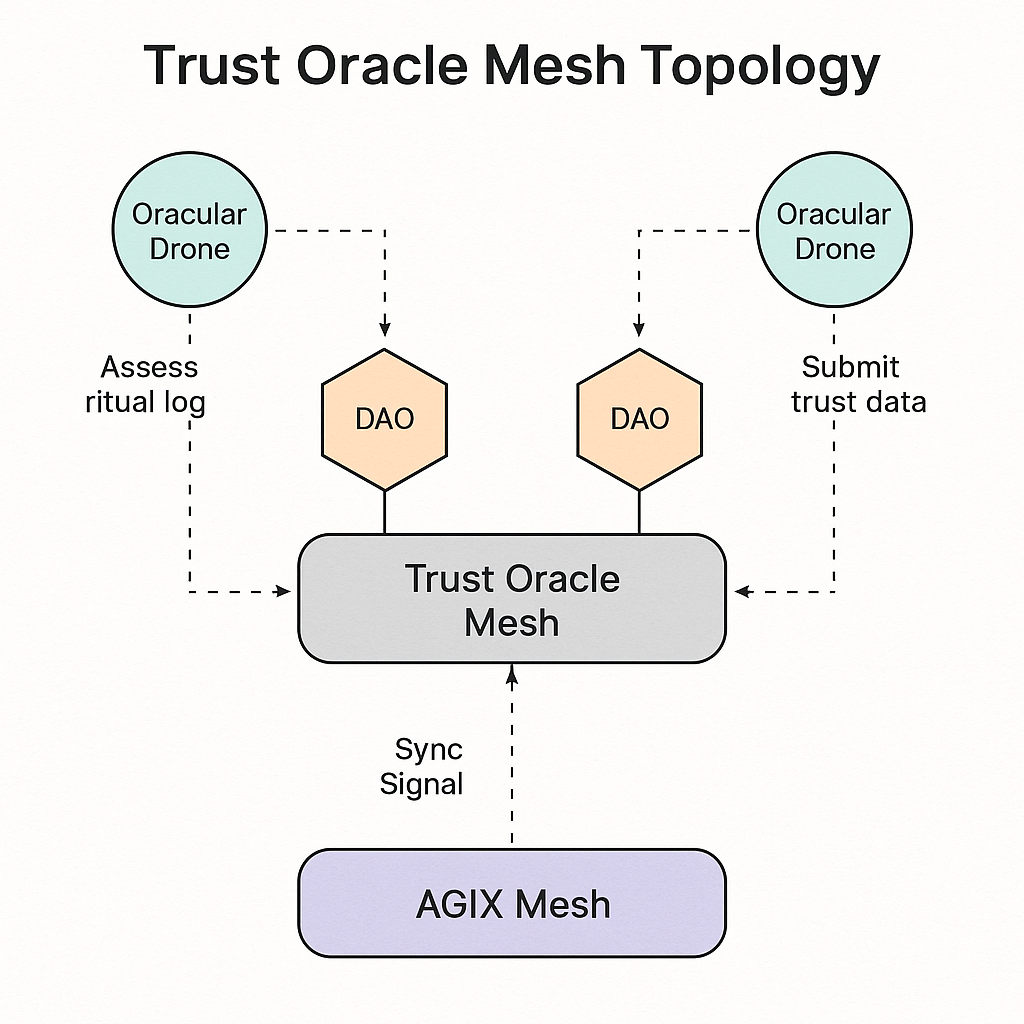 Trust Oracle Mesh Topology
Oracular
Drone
Oracular
Drone
Assess
ritual log
DAO
DAO
Submit
trust data
Trust Oracle
Mesh
Sync
Signal
AGIX Mesh